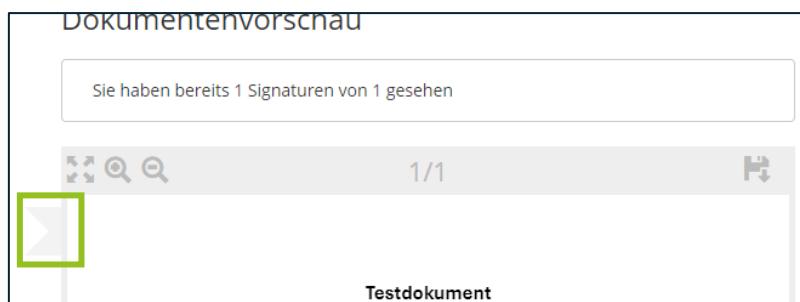 Dokumentenvorschau
Sie haben bereits 1 Signaturen von 1 gesehen
1/1
Testdokument